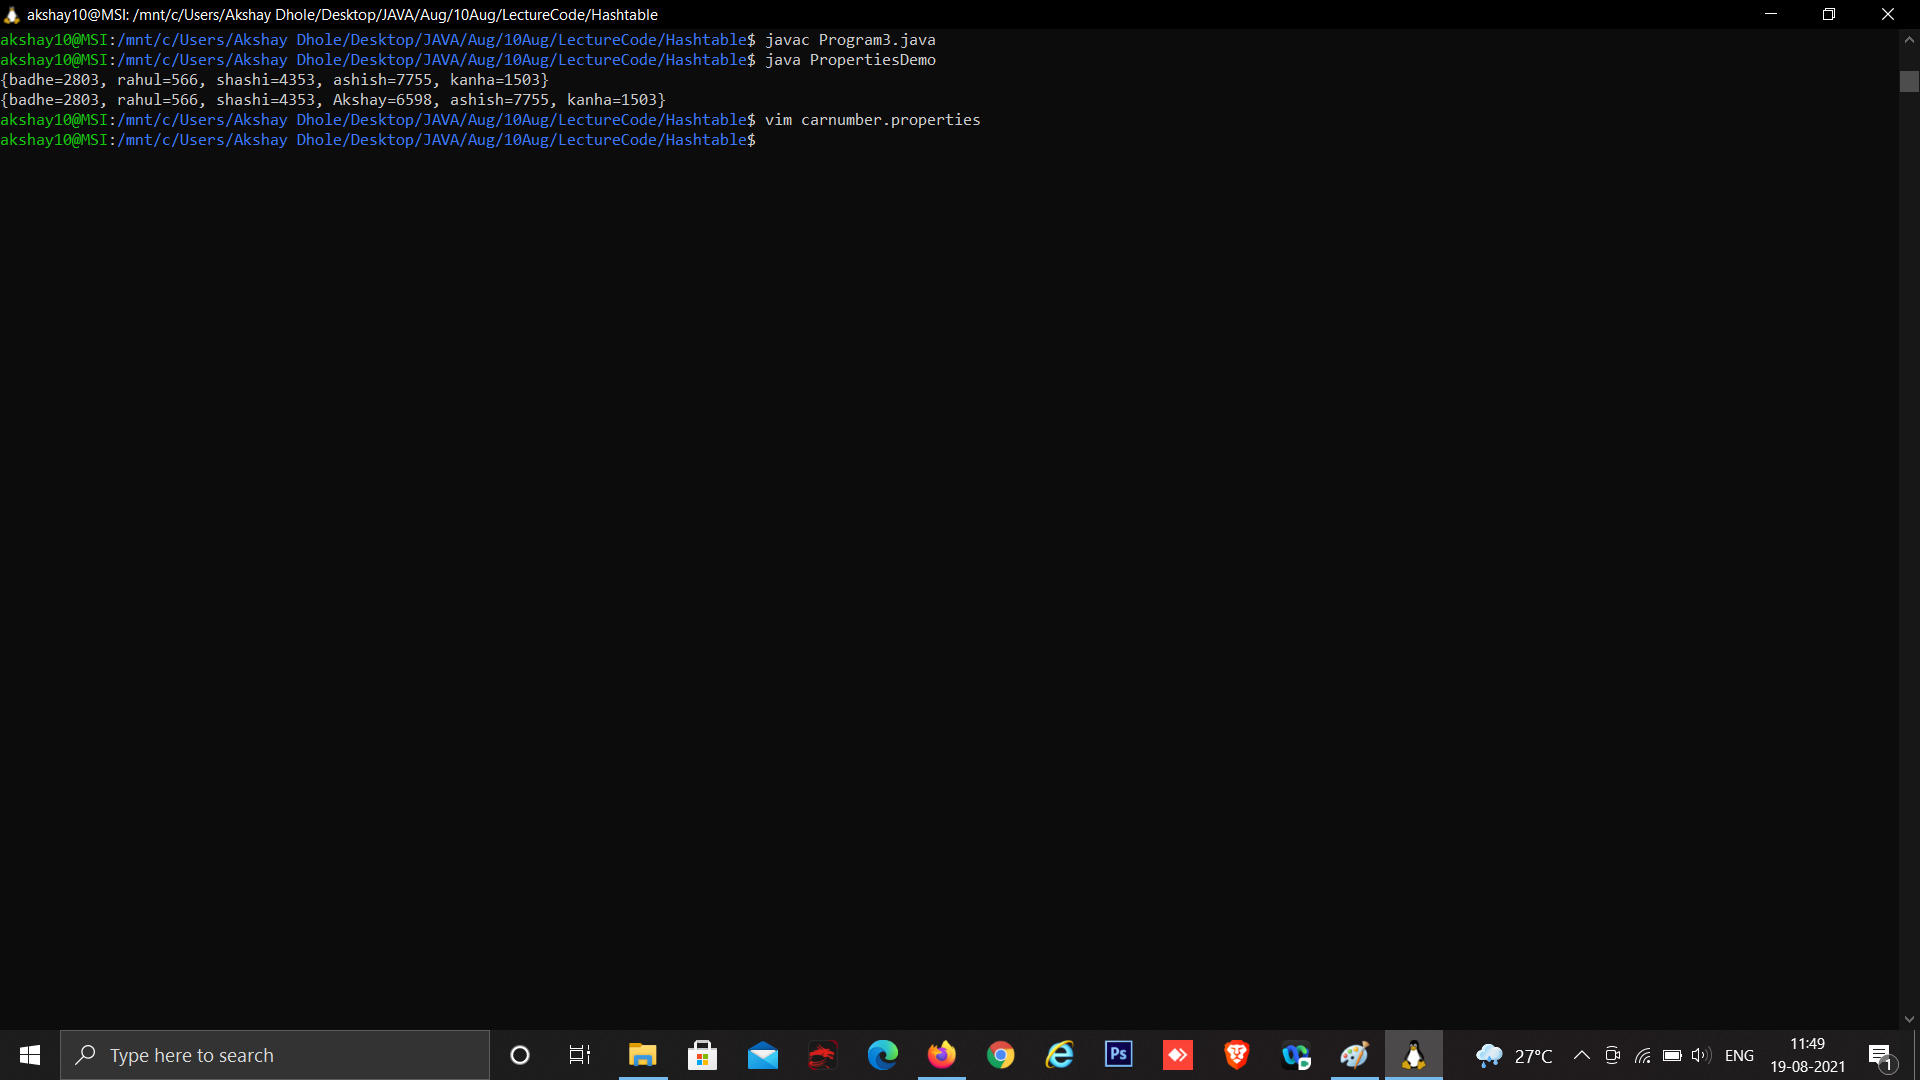 akshay10@MSI: /mnt/c/Users/Akshay Dhole/Desktop/JAVA/Aug/10Aug/LectureCode/Hashtable
akshay10@MSI:/mnt/c/Users/Akshay Dhole/Desktop/JAVA/Aug/10Aug/LectureCode/Hashtable$ javac Program3.java
akshay10@MSI:/mnt/c/Users/Akshay Dhole/Desktop/JAVA/Aug/10Aug/LectureCode/Hashtable$ java PropertiesDemo
{badhe=2803, rahul=566, shashi=4353, ashish=7755, kanha=1503}
{badhe=2803, rahul=566, shashi=4353, Akshay=6598, ashish=7755, kanha=1503}
akshay10@MSI:/mnt/c/Users/Akshay Dhole/Desktop/JAVA/Aug/10Aug/LectureCode/Hashtable$ vim carnumber.properties
akshay10@MSI:/mnt/c/Users/Akshay Dhole/Desktop/JAVA/Aug/10Aug/LectureCode/Hashtable$
Type here to search
Ps
27°C
ENG
11:49
19-08-2021
1